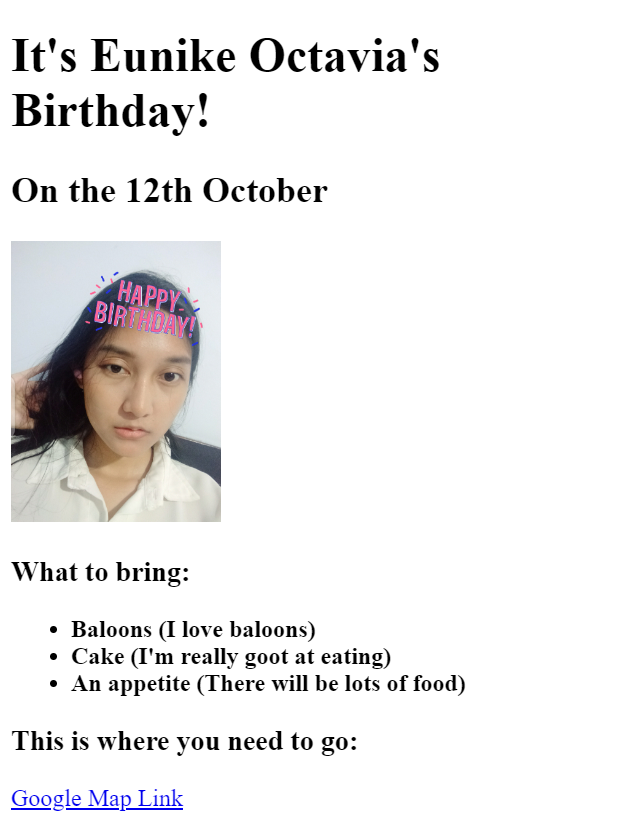 It's Eunike Octavia's
Birthday!
On the 12th October
HAPPY
BIRTHDAY!
What to bring:
• Baloons (I love baloons)
• Cake (I'm really goot at eating)
• An appetite (There will be lots of food)
This is where you need to go:
Google Map Link